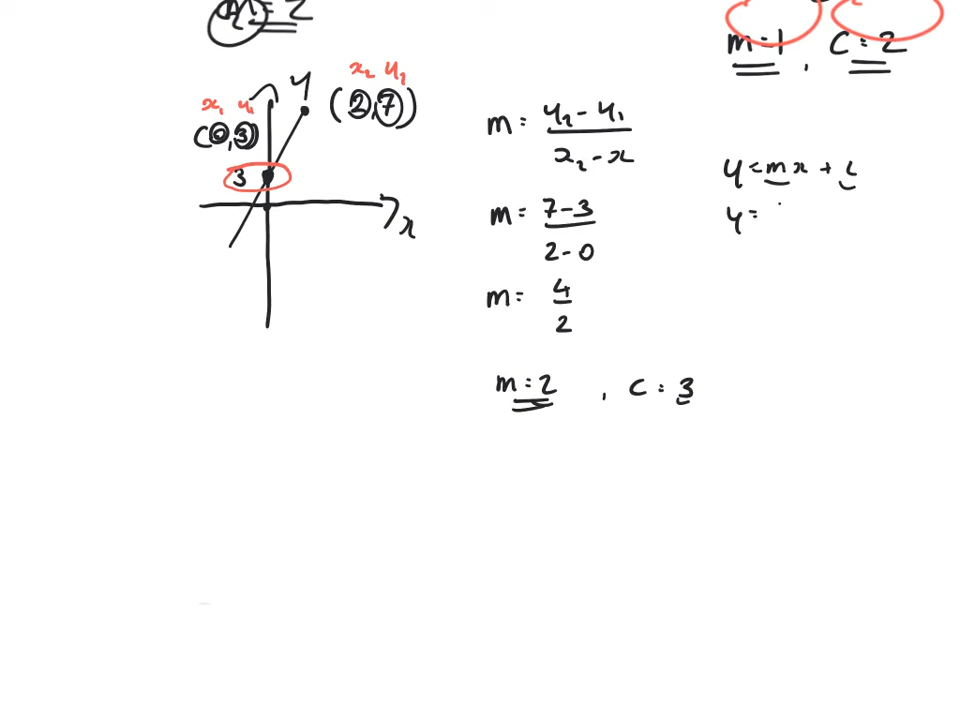 m = 2
m = 1 , c = 2
y
x₂ y₂
(2,7)
x₁ y₁
(0,3)
3
x
m = y₂ - y₁
x₂ - x
m = 7 - 3
2 - 0
m = 4
2
m = 2 , c = 3
y = mx + c
y =